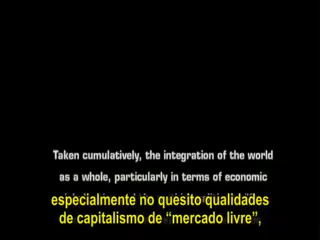 Taken cumulatively, the integration of the world
as a whole, particularly in terms of economic
especialmente no quesito qualidades
de capitalismo de “mercado livre”,